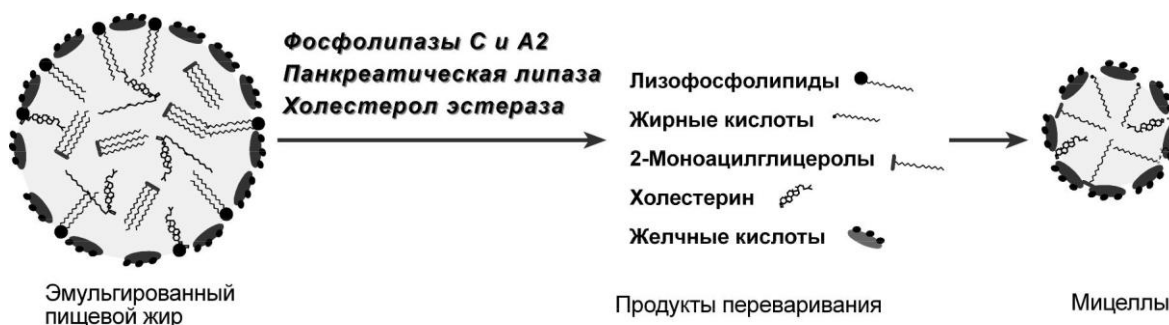 Фосфолипазы С и А2
Панкреатическая липаза
Холестерол эстераза
Лизофосфолипиды
Жирные кислоты
2-Моноацилглицеролы
Холестерин
Желчные кислоты
Эмульгированный
пищевой жир
Продукты переваривания
Мицеллы